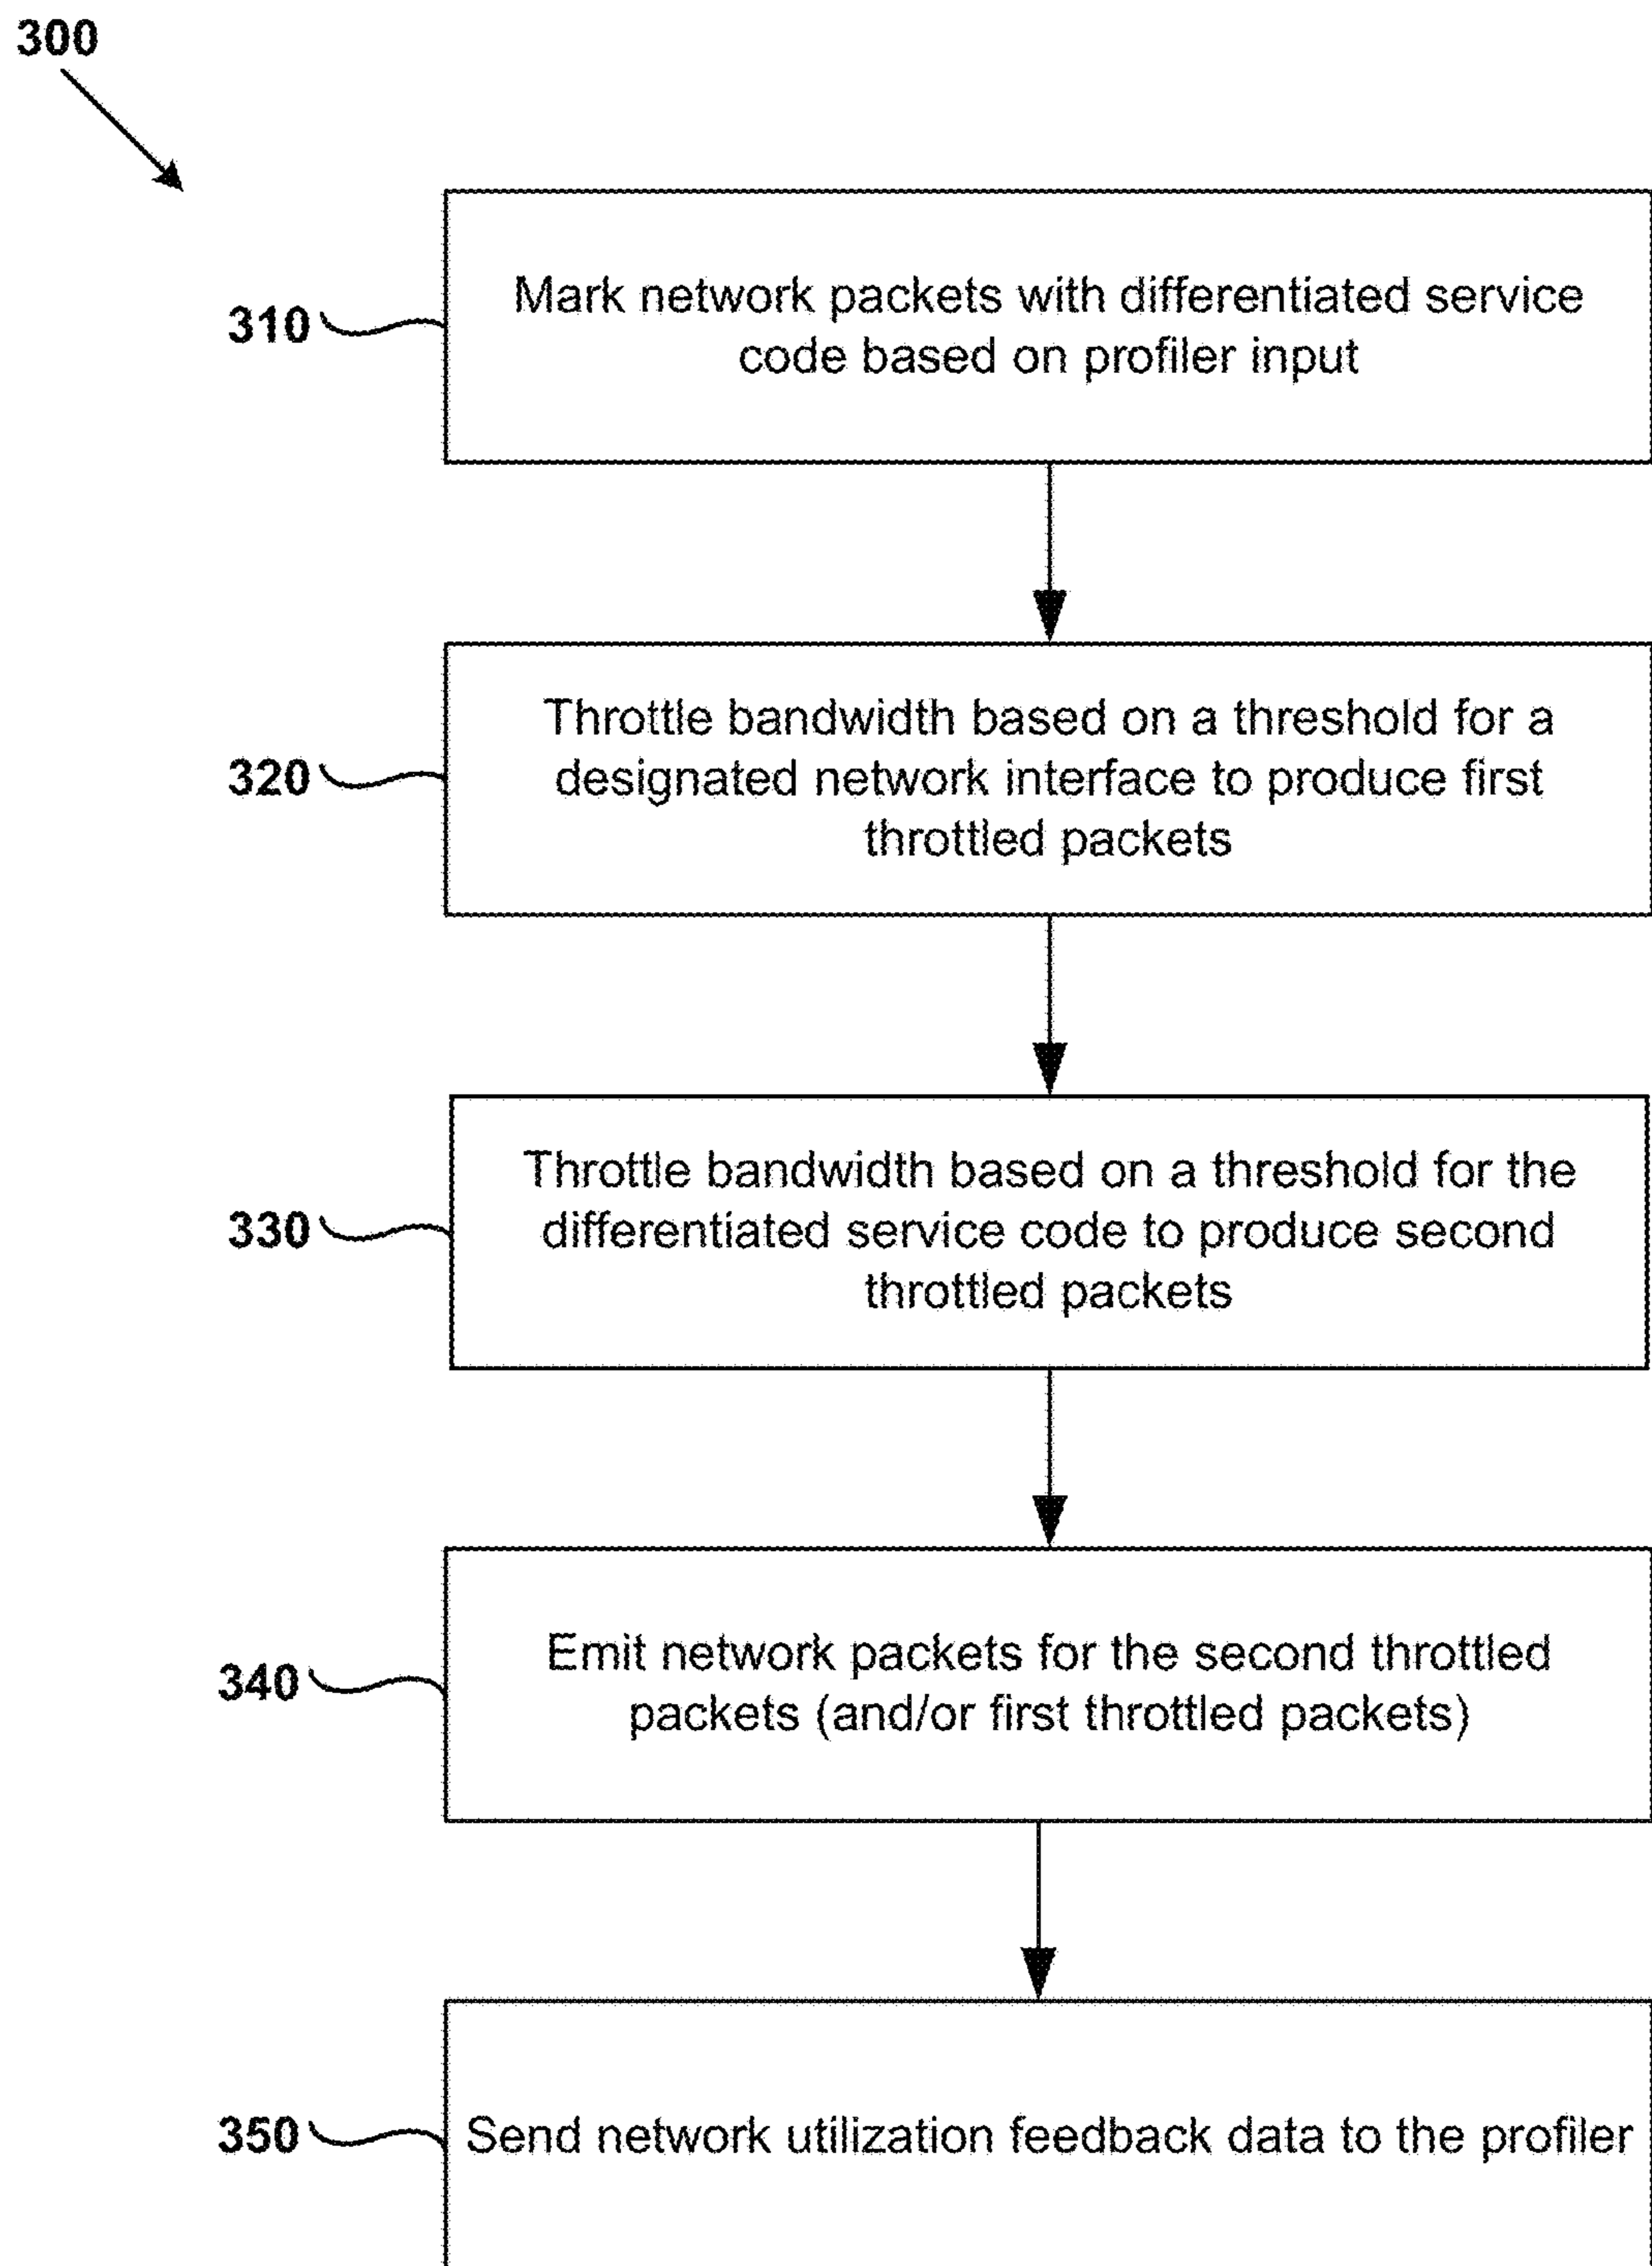 300
310
Mark network packets with differentiated service
code based on profiler input
320
Throttle bandwidth based on a threshold for a
designated network interface to produce first
throttled packets
330
Throttle bandwidth based on a threshold for the
differentiated service code to produce second
throttled packets
340
Emit network packets for the second throttled
packets (and/or first throttled packets)
350
Send network utilization feedback data to the profiler